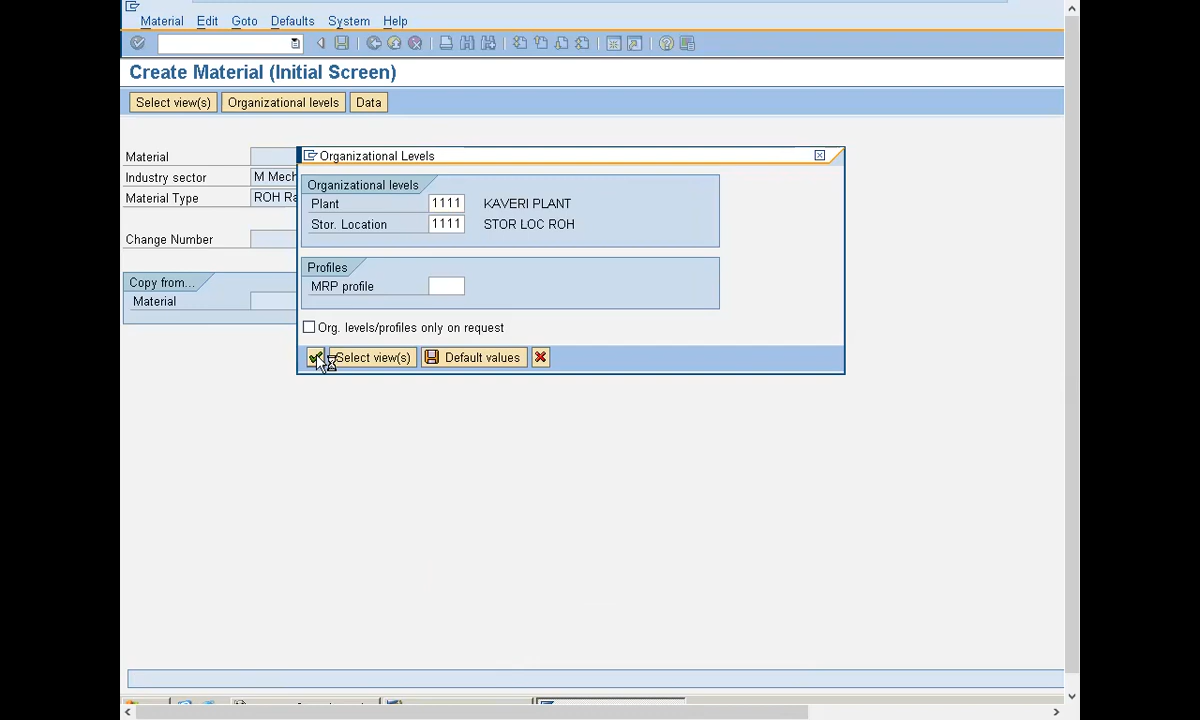 Material Edit Goto Defaults System Help
Create Material (Initial Screen)
Select view(s) Organizational levels Data
Material
Industry sector M Mech
Material Type ROH Ra
Change Number
Copy from...
Material
Organizational Levels
Organizational levels
Plant 1111 KAVERI PLANT
Stor. Location 1111 STOR LOC ROH
Profiles
MRP profile
Org. levels/profiles only on request
Select view(s) Default values